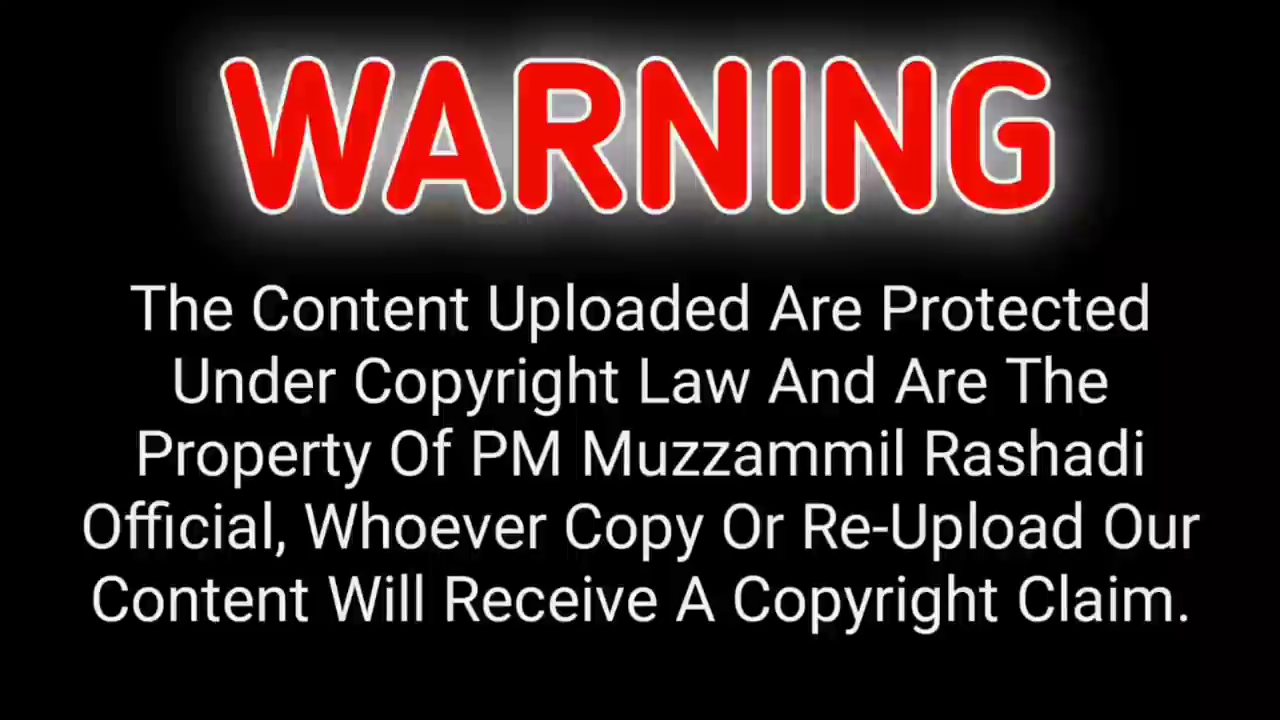 WARNING
The Content Uploaded Are Protected
Under Copyright Law And Are The
Property Of PM Muzzammil Rashadi
Official, Whoever Copy Or Re-Upload Our
Content Will Receive A Copyright Claim.